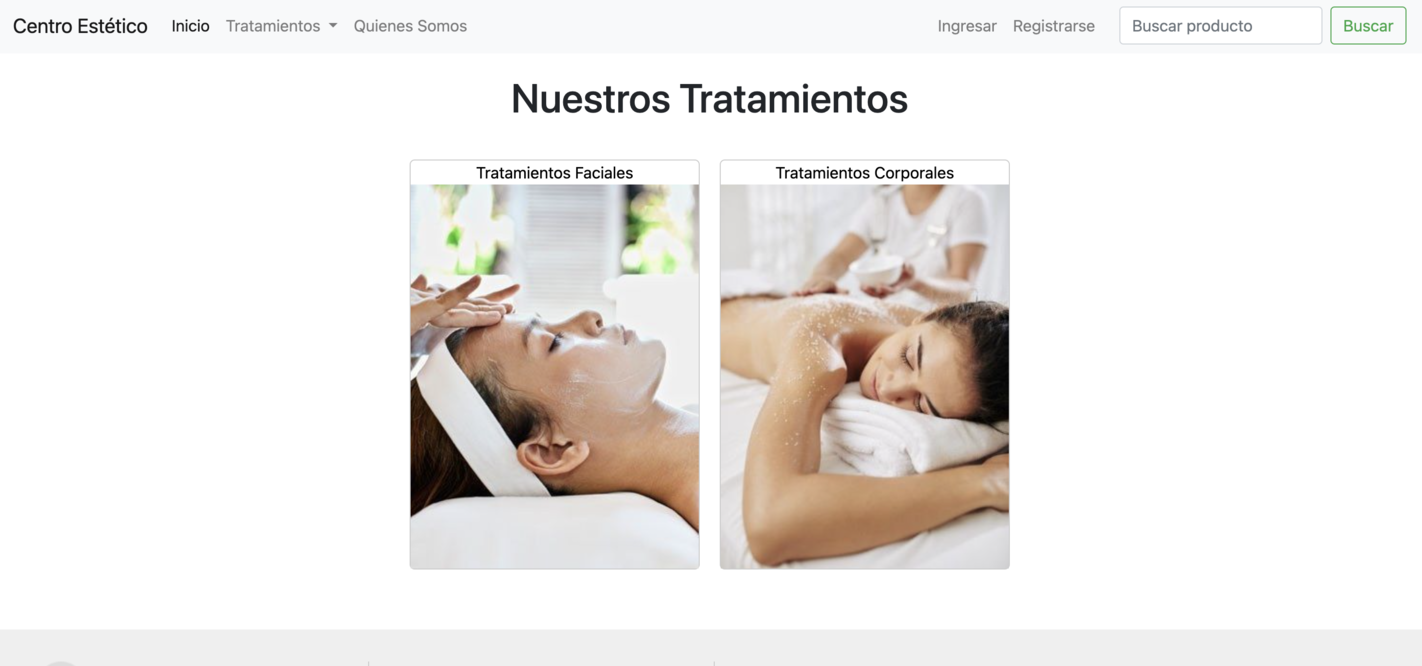 Centro Estético Inicio Tratamientos Quienes Somos Ingresar Registrarse Buscar producto Buscar
Nuestros Tratamientos
Tratamientos Faciales
Tratamientos Corporales